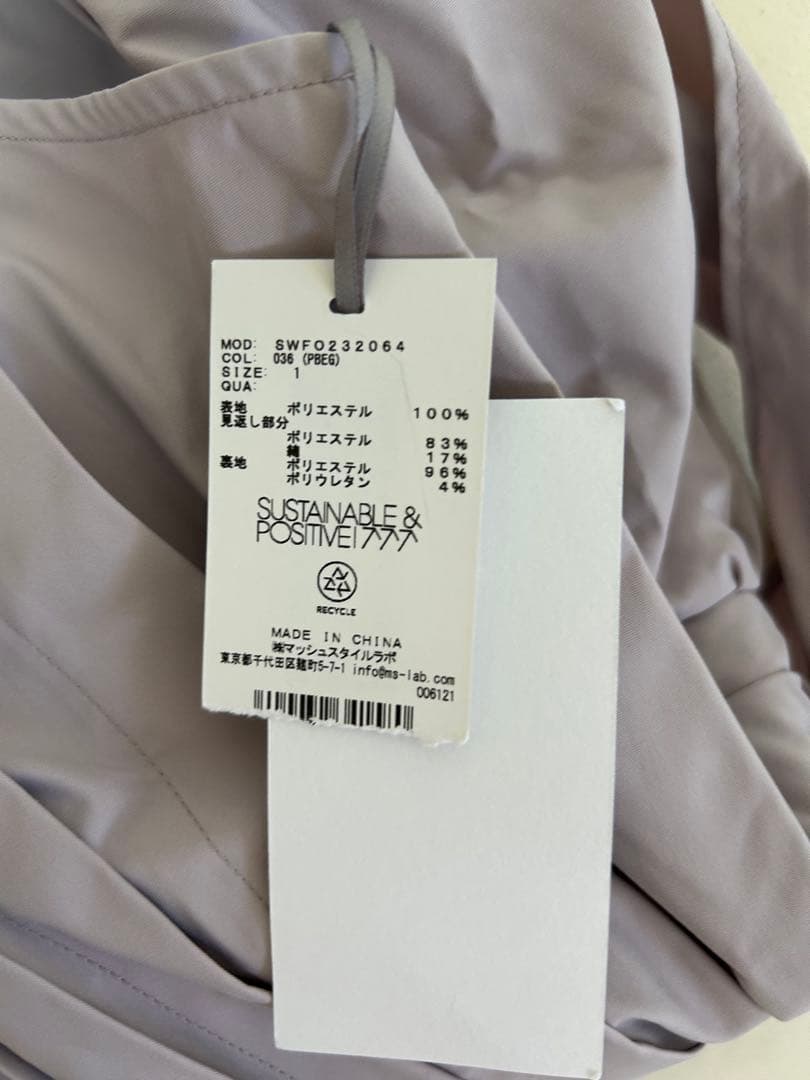 MOD: SWFO232064
COL: 036 (PBEG)
SIZE: 1
QUA:
表地 ポリエステル 100%
見返し部分
ポリエステル 83%
綿 17%
裏地 ポリエステル 96%
ポリウレタン 4%
SUSTAINABLE &
POSITIVE! 777
RECYCLE
MADE IN CHINA
㈱マッシュスタイルラボ
東京都千代田区麹町5-7-1 info@ms-lab.com
006121